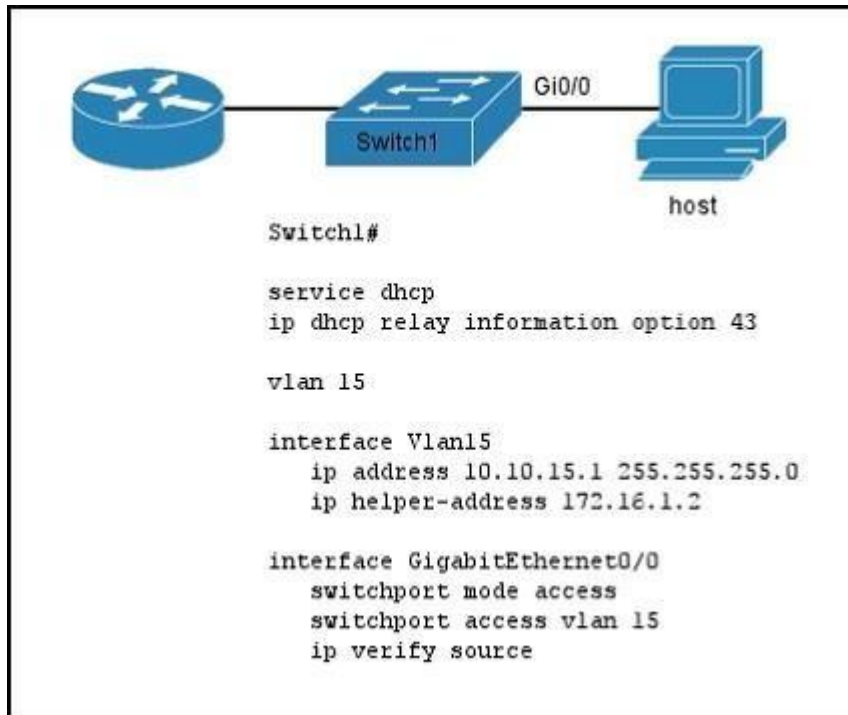 Gi0/0
Switch1
host
Switch1#
service dhcp
ip dhcp relay information option 43
vlan 15
interface Vlan15
ip address 10.10.15.1 255.255.255.0
ip helper-address 172.16.1.2
interface GigabitEthernet0/0
switchport mode access
switchport access vlan 15
ip verify source